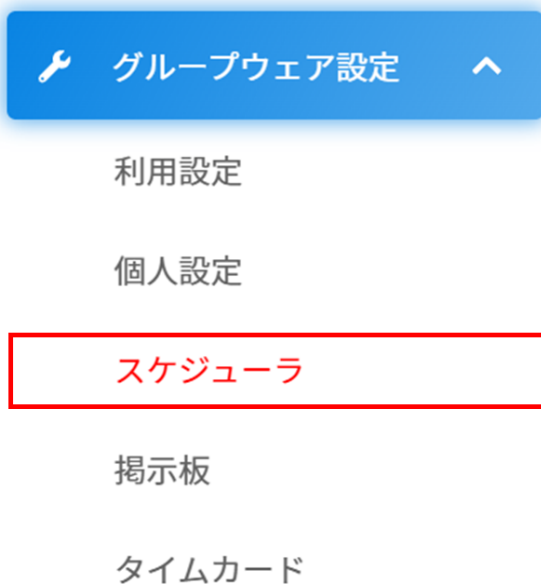 グループウェア設定
利用設定
個人設定
スケジューラ
掲示板
タイムカード